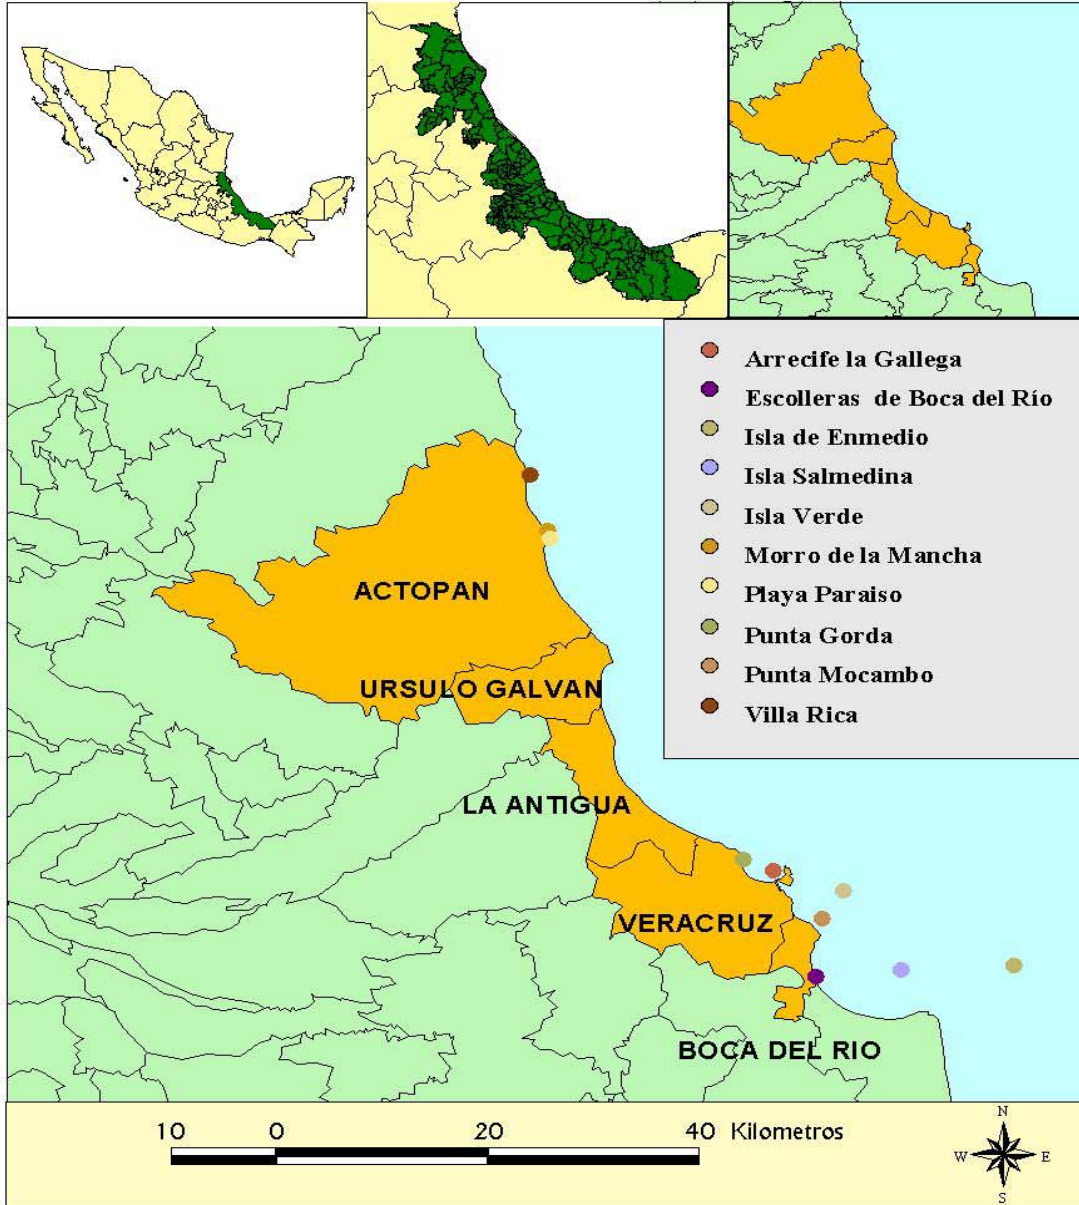 Arrecife la Gallega
Escolleras de Boca del Río
Isla de Enmedio
Isla Salmedina
Isla Verde
Morro de la Mancha
Playa Paraiso
Punta Gorda
Punta Mocambo
Villa Rica
ACTOPAN
URSULO GALVAN
LA ANTIGUA
VERACRUZ
BOCA DEL RIO
10 0 20 40 Kilometros
N
W E
S